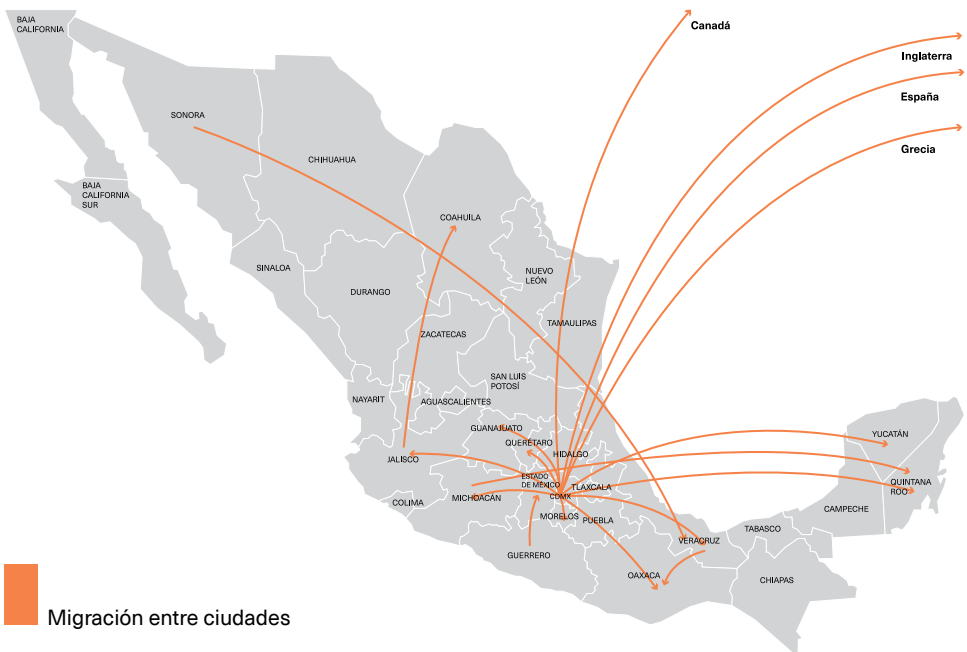 BAJA
CALIFORNIA
Canadá
Inglaterra
España
SONORA
Grecia
CHIHUAHUA
BAJA
CALIFORNIA
SUR
COAHUILA
SINALOA
NUEVO
LEÓN
DURANGO
TAMAULIPAS
ZACATECAS
SAN LUIS
POTOSÍ
NAYARIT
AGUASCALIENTES
GUANAJUATO
QUERÉTARO
YUCATÁN
HIDALGO
JALISCO
ESTADO
DE MÉXICO
TLAXCALA
QUINTANA
ROO
COLIMA
MICHOACÁN
CDMX
CAMPECHE
MORELOS
PUEBLA
TABASCO
VERACRUZ
GUERRERO
OAXACA
CHIAPAS
Migración entre ciudades